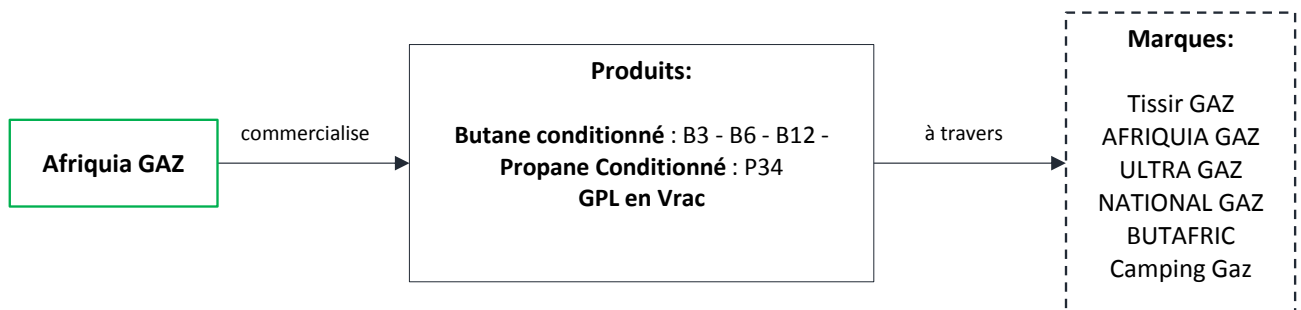 Afriquia GAZ
commercialise
Produits:
Butane conditionné : B3 - B6 - B12 -
Propane Conditionné : P34
GPL en Vrac
à travers
Marques:
Tissir GAZ
AFRIQUIA GAZ
ULTRA GAZ
NATIONAL GAZ
BUTAFRIC
Camping Gaz